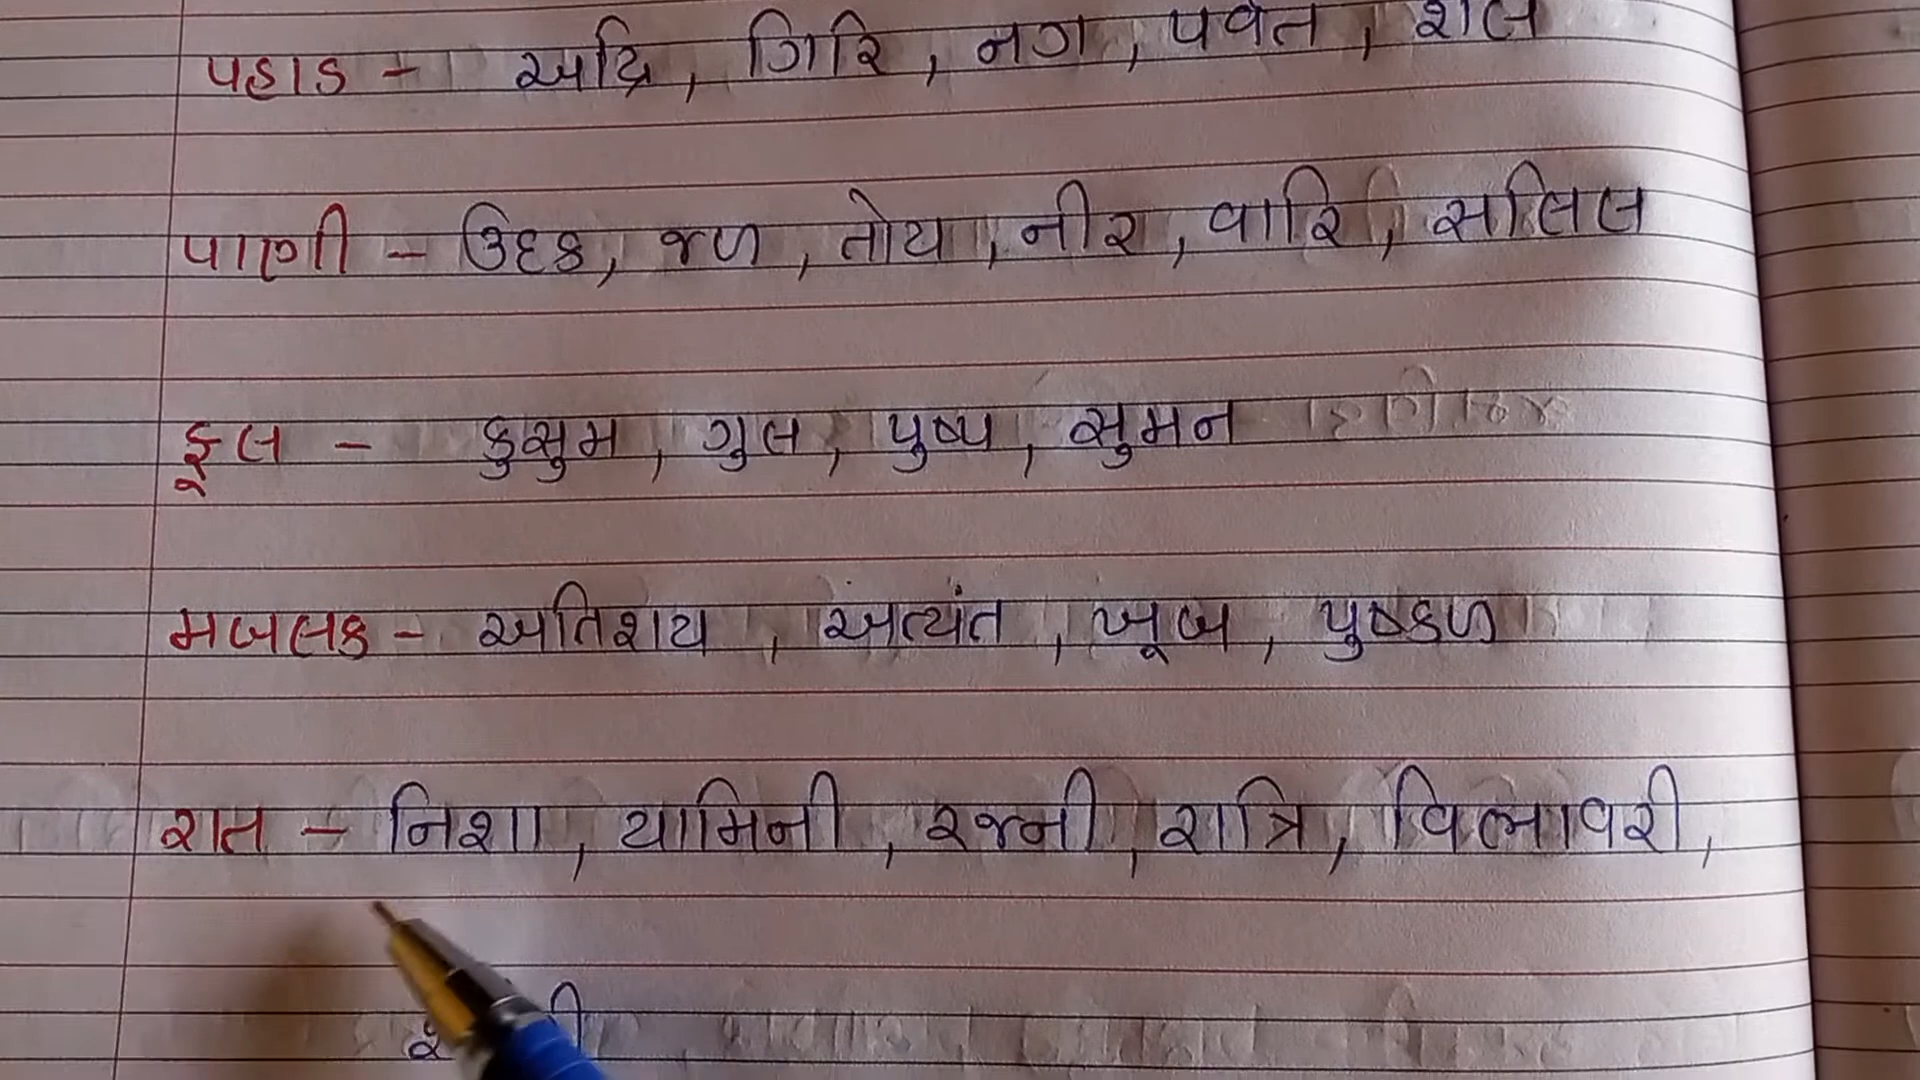 પહાડ - અદ્રિ, ગિરિ, નગ, પર્વત, શૈલ
પાણી - ઉદક, જળ, તોય, નીર, વારિ, સલિલ
ફૂલ - કુસુમ, ગુલ, પુષ્પ, સુમન
મબલક - અતિશય, અત્યંત, ખૂબ, પુષ્કળ
રાત - નિશા, યામિની, રજની, રાત્રિ, વિભાવરી,